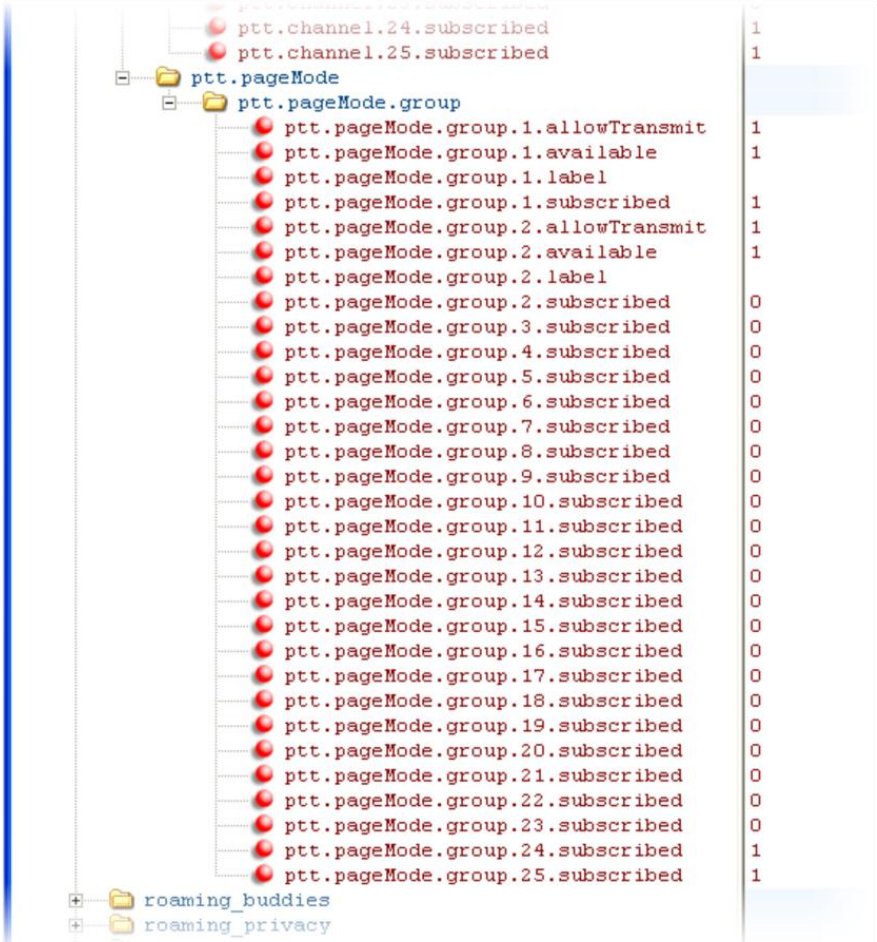 ptt.channel.24.subscribed 1
ptt.channel.25.subscribed 1
ptt.pageMode
ptt.pageMode.group
ptt.pageMode.group.1.allowTransmit 1
ptt.pageMode.group.1.available 1
ptt.pageMode.group.1.label
ptt.pageMode.group.1.subscribed 1
ptt.pageMode.group.2.allowTransmit 1
ptt.pageMode.group.2.available 1
ptt.pageMode.group.2.label
ptt.pageMode.group.2.subscribed 0
ptt.pageMode.group.3.subscribed 0
ptt.pageMode.group.4.subscribed 0
ptt.pageMode.group.5.subscribed 0
ptt.pageMode.group.6.subscribed 0
ptt.pageMode.group.7.subscribed 0
ptt.pageMode.group.8.subscribed 0
ptt.pageMode.group.9.subscribed 0
ptt.pageMode.group.10.subscribed 0
ptt.pageMode.group.11.subscribed 0
ptt.pageMode.group.12.subscribed 0
ptt.pageMode.group.13.subscribed 0
ptt.pageMode.group.14.subscribed 0
ptt.pageMode.group.15.subscribed 0
ptt.pageMode.group.16.subscribed 0
ptt.pageMode.group.17.subscribed 0
ptt.pageMode.group.18.subscribed 0
ptt.pageMode.group.19.subscribed 0
ptt.pageMode.group.20.subscribed 0
ptt.pageMode.group.21.subscribed 0
ptt.pageMode.group.22.subscribed 0
ptt.pageMode.group.23.subscribed 0
ptt.pageMode.group.24.subscribed 1
ptt.pageMode.group.25.subscribed 1
roaming_buddies
roaming_privacy